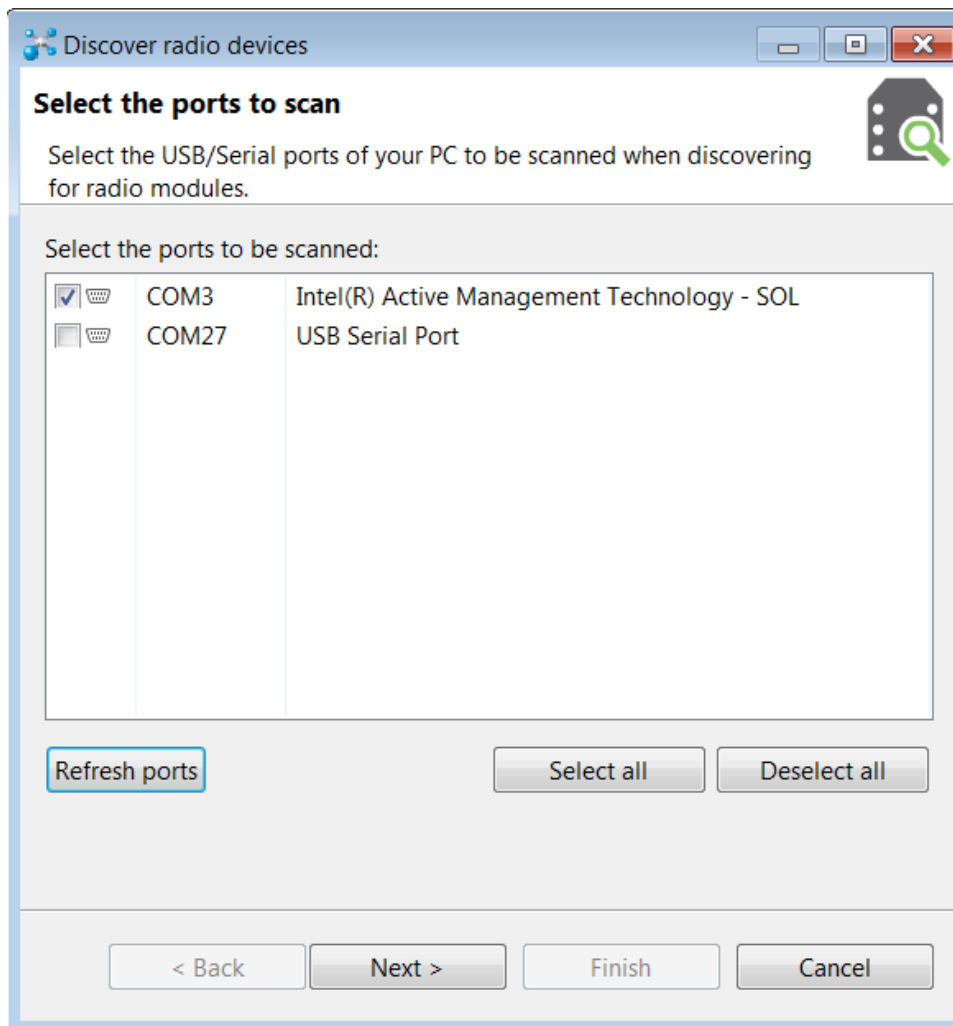 Discover radio devices
Select the ports to scan
Select the USB/Serial ports of your PC to be scanned when discovering
for radio modules.
Select the ports to be scanned:
COM3 Intel(R) Active Management Technology - SOL
COM27 USB Serial Port
Refresh ports Select all Deselect all
< Back Next > Finish Cancel